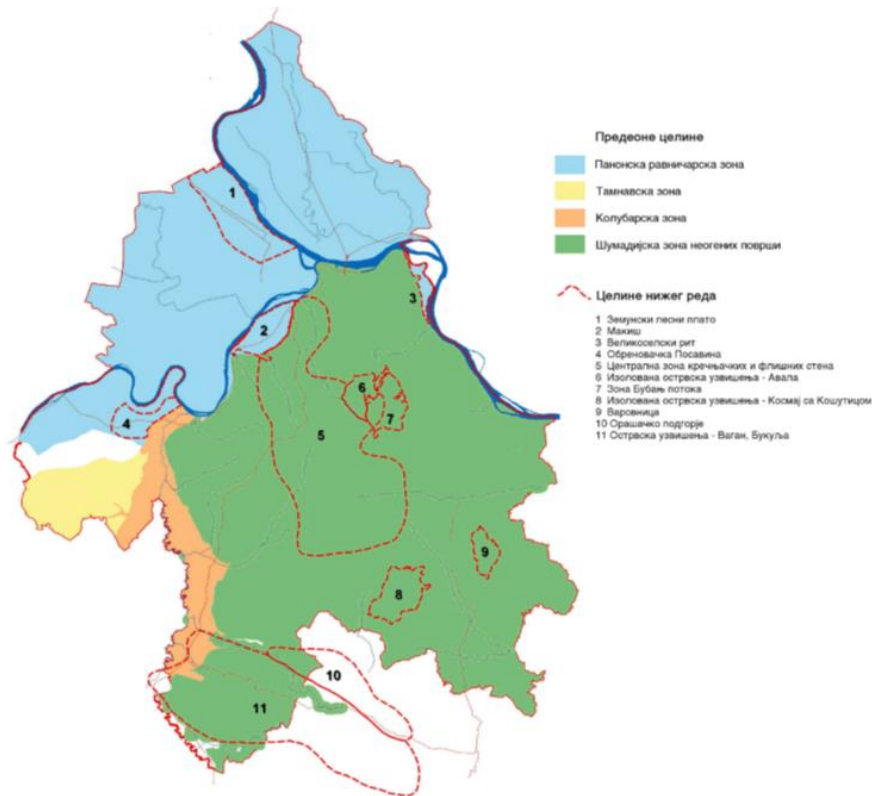 Предеоне целине
Панонска равничарска зона
Тамнавска зона
Колубарска зона
Шумадијска зона неогених површи
Целине нижег реда
1 Земунски лесни плато
2 Макиш
3 Великоселски рит
4 Обреновачка Посавина
5 Централна зона кречњачких и флишних стена
6 Изолована острвска узвишења - Авала
7 Зона Бубањ потока
8 Изолована острвска узвишења - Космај са Кошутицом
9 Варовница
10 Орашачко подгорје
11 Острвска узвишења - Ваган, Букуља
1
2
3
4
5
6
7
8
9
10
11